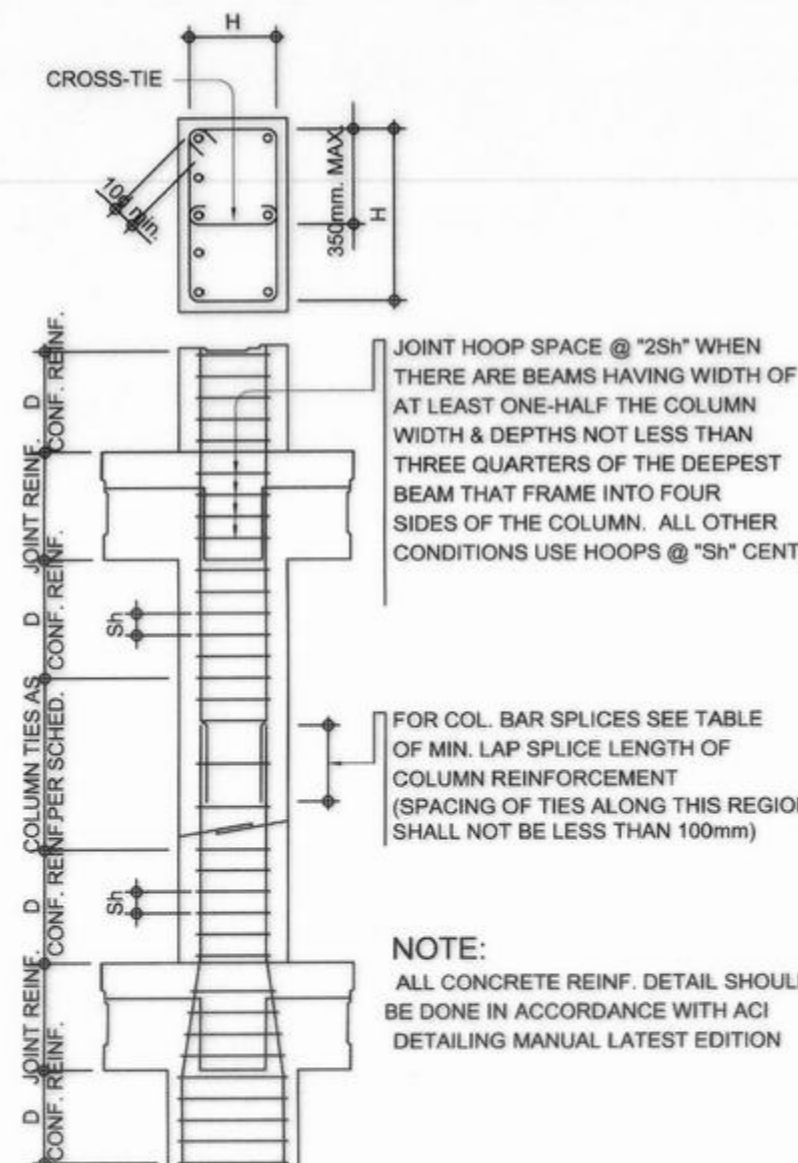 H
CROSS-TIE
10d min.
350mm. MAX.
H
JOINT HOOP SPACE @ "2Sh" WHEN
THERE ARE BEAMS HAVING WIDTH OF
AT LEAST ONE-HALF THE COLUMN
WIDTH & DEPTHS NOT LESS THAN
THREE QUARTERS OF THE DEEPEST
BEAM THAT FRAME INTO FOUR
SIDES OF THE COLUMN. ALL OTHER
CONDITIONS USE HOOPS @ "Sh" CENT
D
CONF. REINF.
JOINT REINF.
D
CONF. REINF.
Sh
COLUMN TIES AS
PER SCHED.
FOR COL. BAR SPLICES SEE TABLE
OF MIN. LAP SPLICE LENGTH OF
COLUMN REINFORCEMENT
(SPACING OF TIES ALONG THIS REGION
SHALL NOT BE LESS THAN 100mm)
D
CONF. REINF.
Sh
JOINT REINF.
D
CONF. REINF.
NOTE:
ALL CONCRETE REINF. DETAIL SHOUL
BE DONE IN ACCORDANCE WITH ACI
DETAILING MANUAL LATEST EDITION